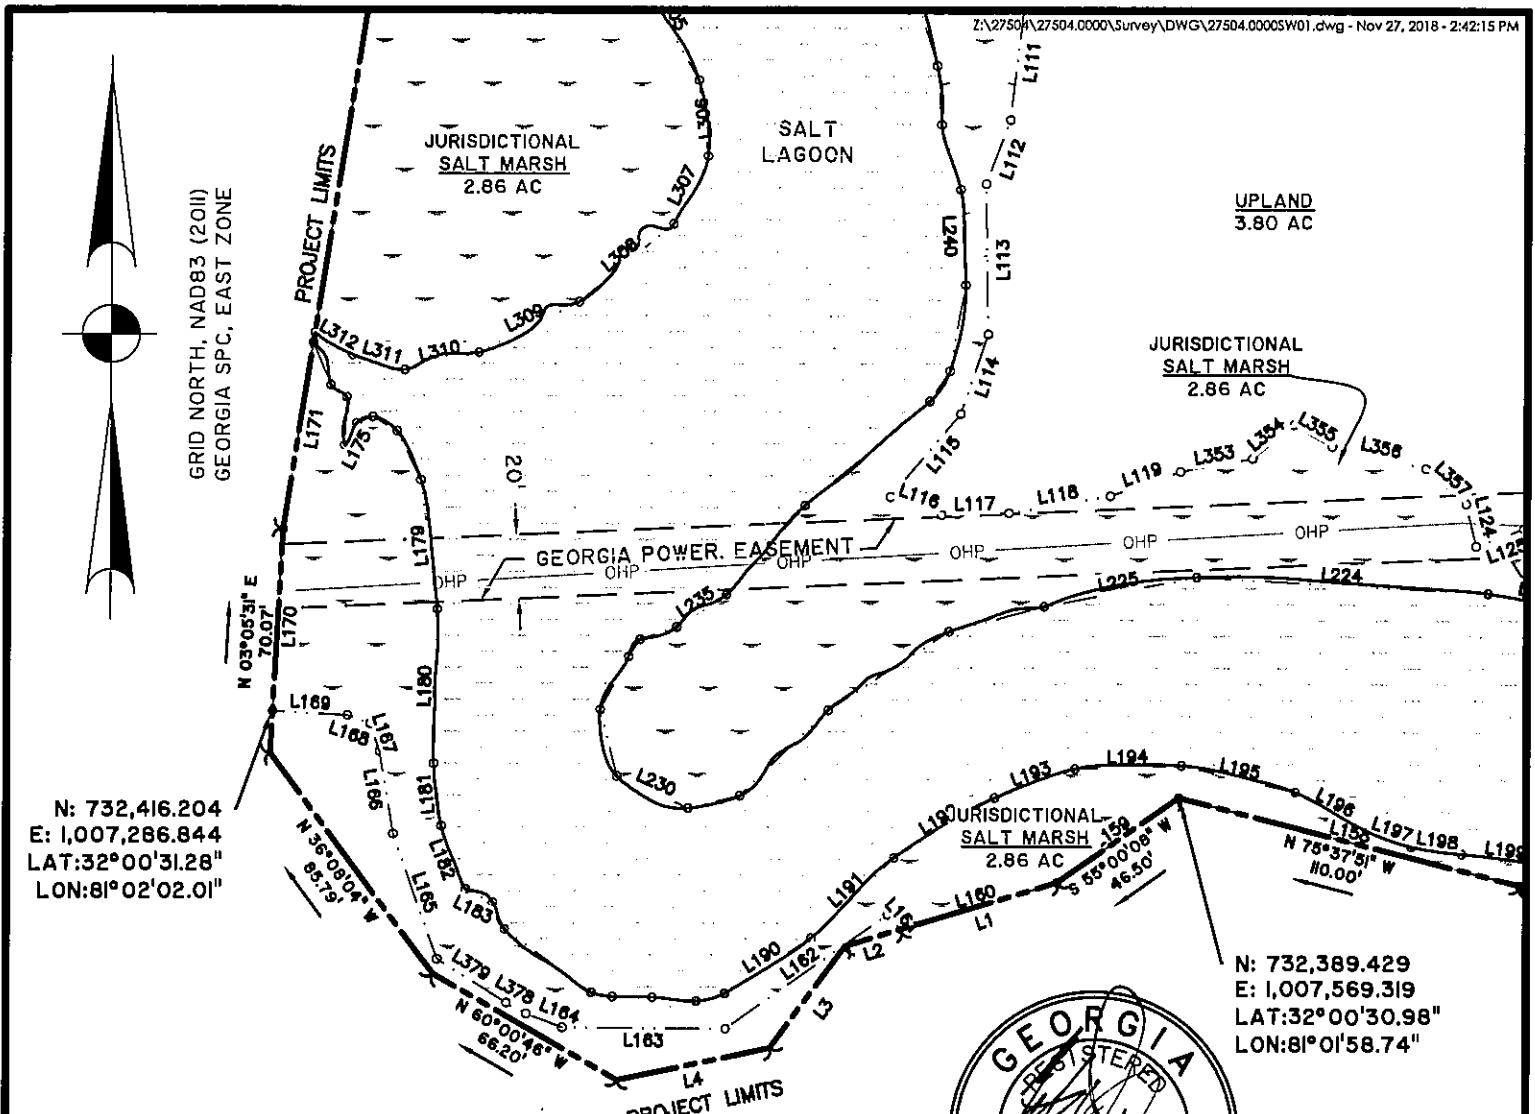 Z:\27504\27504.0000\Survey\DWG\27504.0000SW01.dwg - Nov 27, 2018 - 2:42:15 PM
GRID NORTH, NAD83 (2011)
GEORGIA SPC, EAST ZONE
PROJECT LIMITS
JURISDICTIONAL
SALT MARSH
2.86 AC
SALT
LAGOON
UPLAND
3.80 AC
JURISDICTIONAL
SALT MARSH
2.86 AC
L306
L307
L308
L309
L310
L311
L312
L111
L112
L113
L114
L115
L116
L117
L118
L119
L240
L353
L354
L355
L356
L357
L124
L125
L171
L175
L179
20'
GEORGIA POWER. EASEMENT
OHP
OHP
OHP
OHP
OHP
OHP
L235
L225
L224
N 03°05'31" E
70.07'
L170
L169
L168
L167
L166
L165
L180
L181
L182
L183
L230
N: 732,416.204
E: 1,007,286.844
LAT:32°00'31.28"
LON:81°02'02.01"
N 36°08'04" W
85.79'
L379
L378
L164
L163
L162
N 60°00'46" W
66.20'
L4
L3
L2
L1
L160
L190
L191
L193
L194
L195
L196
L197
L198
L199
JURISDICTIONAL
SALT MARSH
2.86 AC
159
S 55°00'08" W
46.50'
L152
N 75°37'51" W
110.00'
N: 732,389.429
E: 1,007,569.319
LAT:32°00'30.98"
LON:81°01'58.74"
PROJECT LIMITS
GEORGIA
REGISTERED